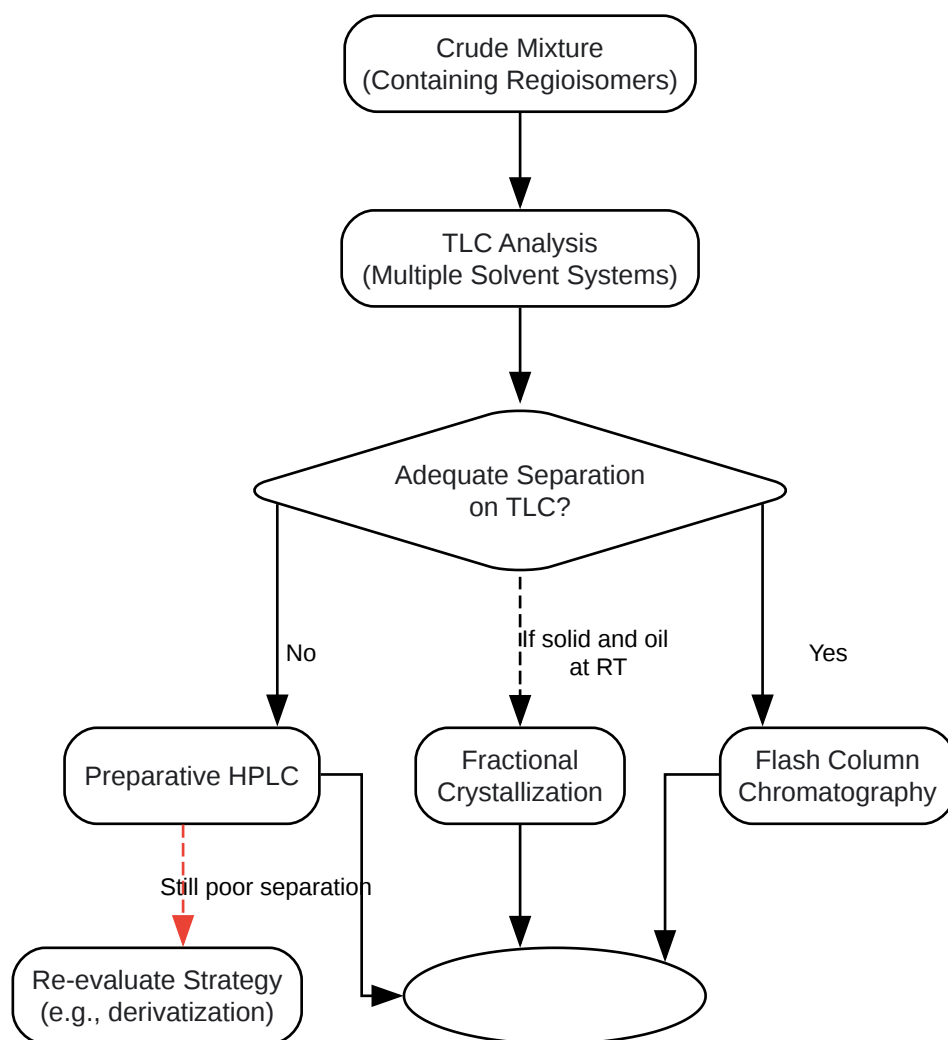 Crude Mixture
(Containing Regioisomers)
TLC Analysis
(Multiple Solvent Systems)
Adequate Separation
on TLC?
No
If solid and oil
at RT
Yes
Preparative HPLC
Fractional
Crystallization
Flash Column
Chromatography
Still poor separation
Re-evaluate Strategy
(e.g., derivatization)